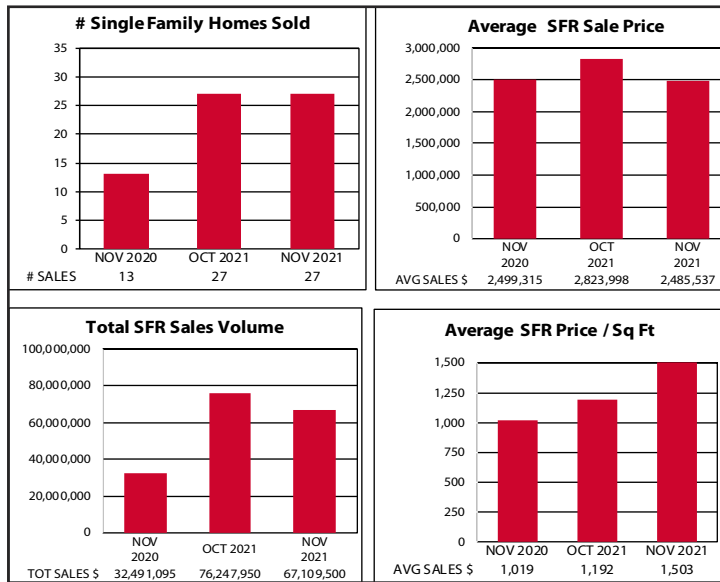 # Single Family Homes Sold
35
30
25
20
15
10
5
0
NOV 2020 OCT 2021 NOV 2021
# SALES 13 27 27
Average SFR Sale Price
3,000,000
2,500,000
2,000,000
1,500,000
1,000,000
500,000
0
NOV OCT NOV
2020 2021 2021
AVG SALES $ 2,499,315 2,823,998 2,485,537
Total SFR Sales Volume
100,000,000
80,000,000
60,000,000
40,000,000
20,000,000
0
NOV OCT 2021 NOV
2020 2021
TOT SALES $ 32,491,095 76,247,950 67,109,500
Average SFR Price / Sq Ft
1,500
1,250
1,000
750
500
250
0
NOV 2020 OCT 2021 NOV 2021
AVG SALES $ 1,019 1,192 1,503